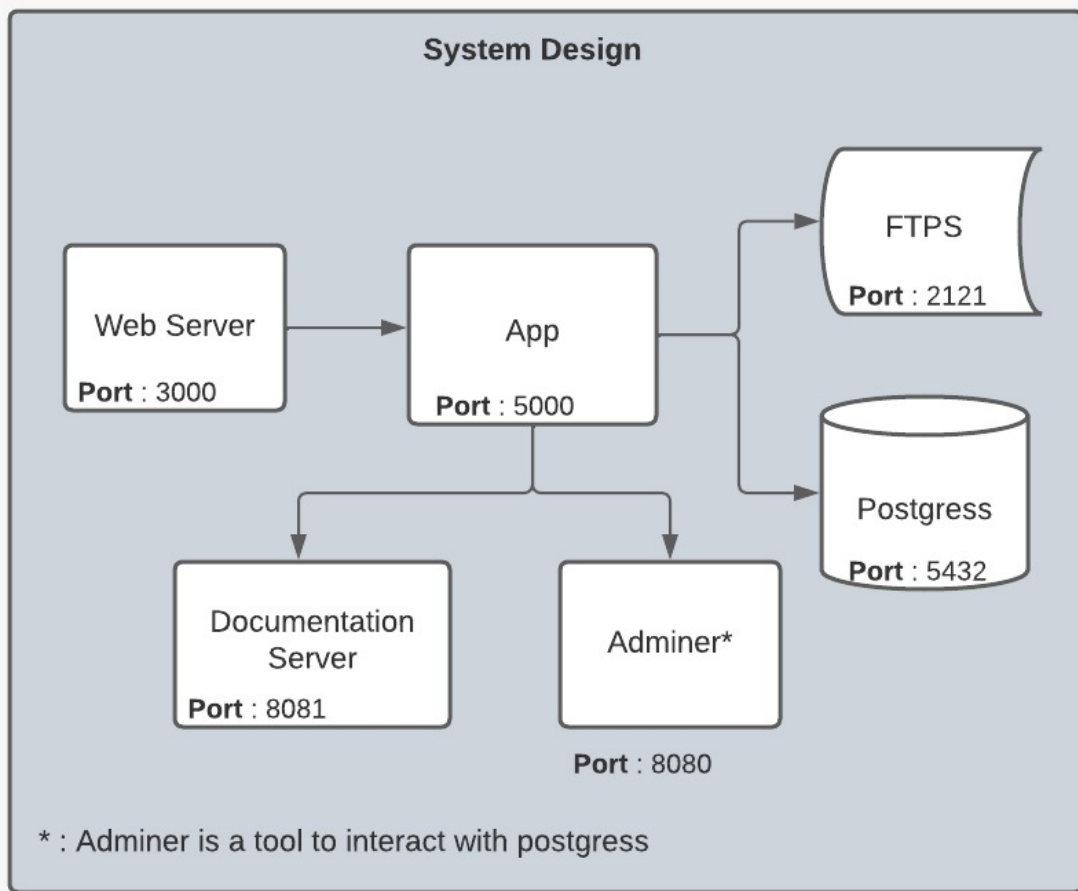 System Design
FTPS
Port : 2121
Web Server
Port : 3000
App
Port : 5000
Postgress
Port : 5432
Documentation
Server
Port : 8081
Adminer*
Port : 8080
* : Adminer is a tool to interact with postgress